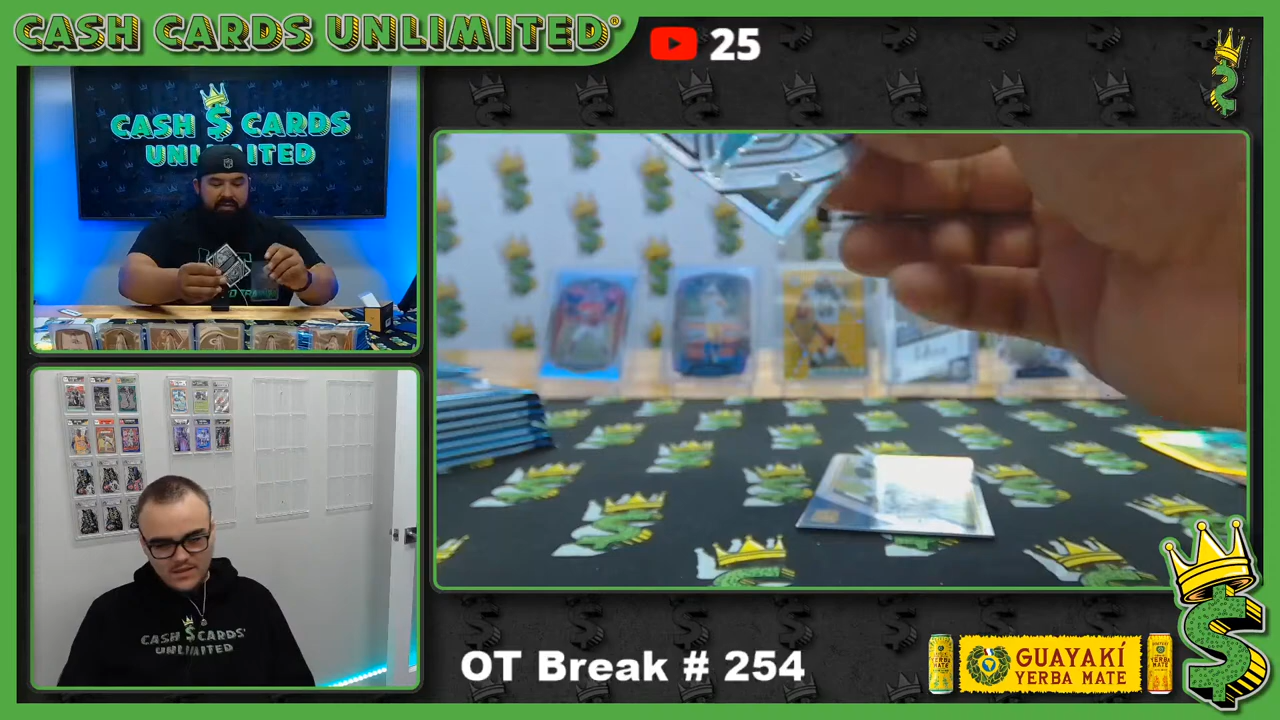 CASH CARDS UNLIMITED®
25
CASH $ CARDS
UNLIMITED
CASH $ CARDS
UNLIMITED
OT Break # 254
GUAYAKÍ
YERBA MATE